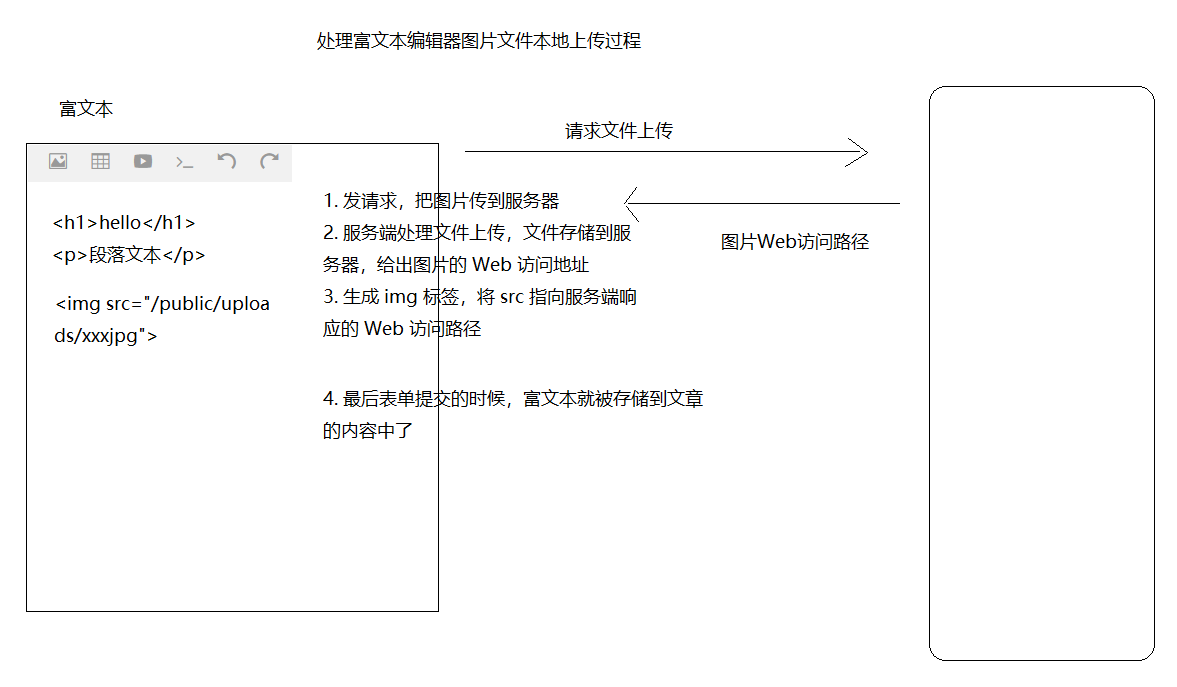 处理富文本编辑器图片文件本地上传过程
富文本
请求文件上传
<h1>hello</h1>
<p>段落文本</p>
<img src="/public/uploa
ds/xxxjpg">
1. 发请求，把图片传到服务器
2. 服务端处理文件上传，文件存储到服
务器，给出图片的 Web 访问地址
3. 生成 img 标签，将 src 指向服务端响
应的 Web 访问路径
4. 最后表单提交的时候，富文本就被存储到文章
的内容中了
图片Web访问路径